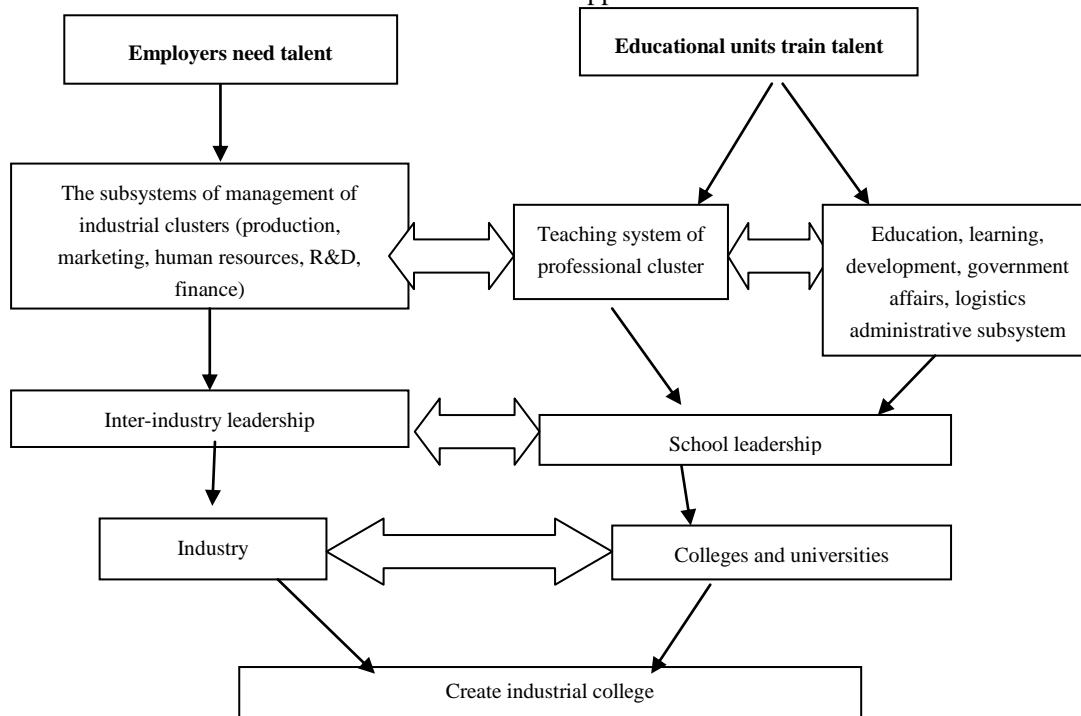 Employers need talent
Educational units train talent
The subsystems of management of
industrial clusters (production,
marketing, human resources, R&D,
finance)
Teaching system of
professional cluster
Education, learning,
development, government
affairs, logistics
administrative subsystem
Inter-industry leadership
School leadership
Industry
Colleges and universities
Create industrial college